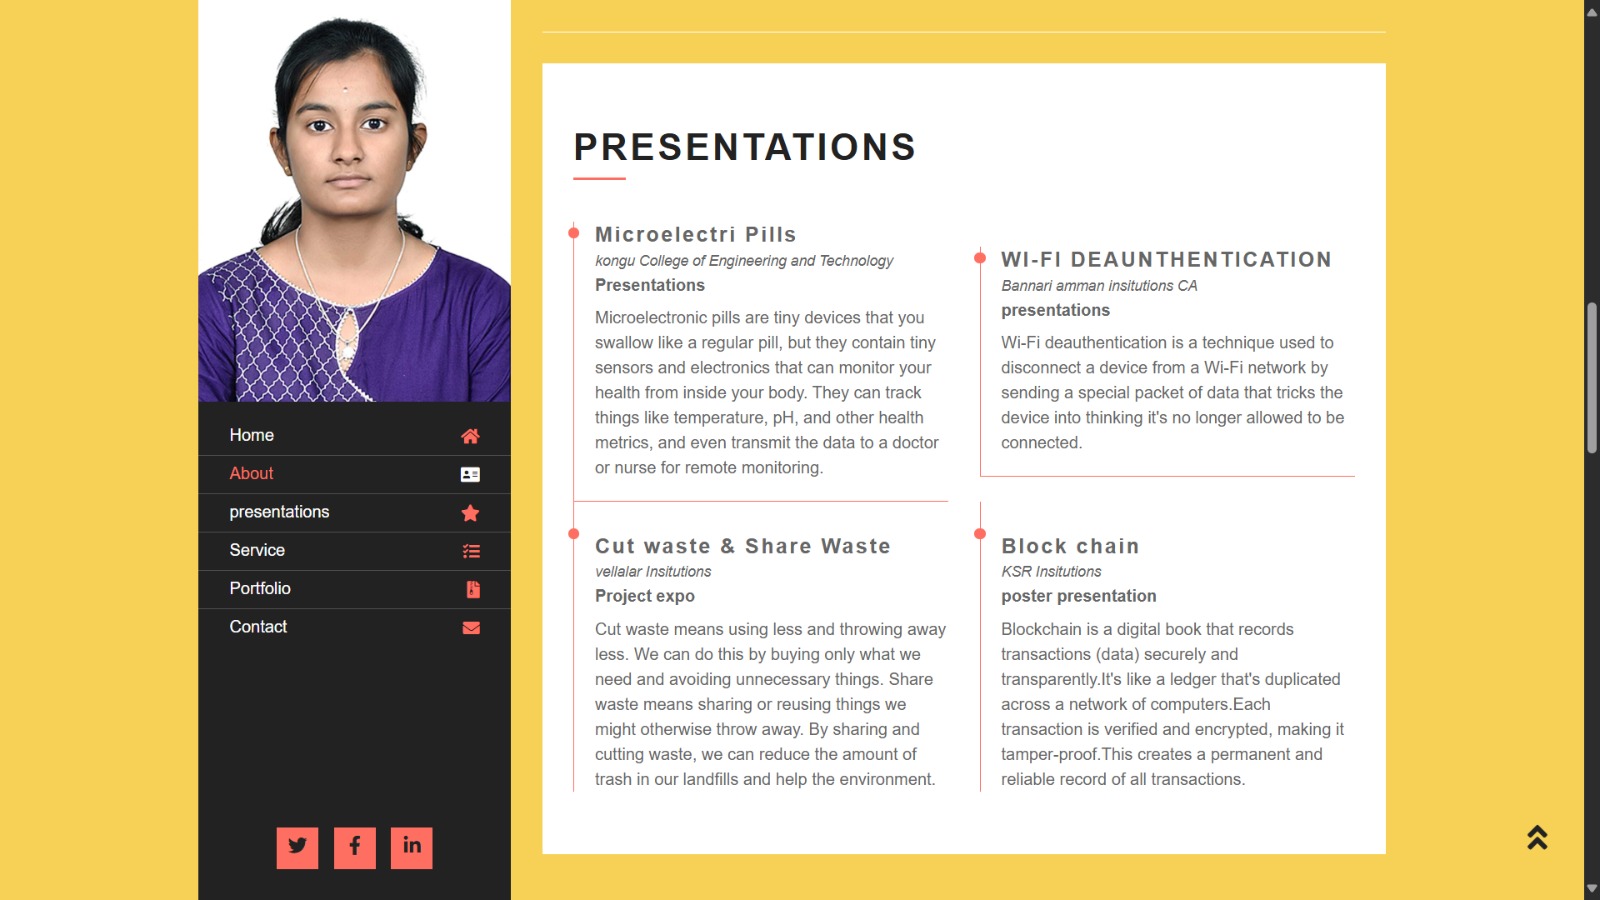 Home
About
presentations
Service
Portfolio
Contact
PRESENTATIONS
Microelectri Pills
kongu College of Engineering and Technology
Presentations
Microelectronic pills are tiny devices that you
swallow like a regular pill, but they contain tiny
sensors and electronics that can monitor your
health from inside your body. They can track
things like temperature, pH, and other health
metrics, and even transmit the data to a doctor
or nurse for remote monitoring.
WI-FI DEAUNTHENTICATION
Bannari amman insitutions CA
presentations
Wi-Fi deauthentication is a technique used to
disconnect a device from a Wi-Fi network by
sending a special packet of data that tricks the
device into thinking it's no longer allowed to be
connected.
Cut waste & Share Waste
vellalar Insitutions
Project expo
Cut waste means using less and throwing away
less. We can do this by buying only what we
need and avoiding unnecessary things. Share
waste means sharing or reusing things we
might otherwise throw away. By sharing and
cutting waste, we can reduce the amount of
trash in our landfills and help the environment.
Block chain
KSR Insitutions
poster presentation
Blockchain is a digital book that records
transactions (data) securely and
transparently.It's like a ledger that's duplicated
across a network of computers.Each
transaction is verified and encrypted, making it
tamper-proof.This creates a permanent and
reliable record of all transactions.